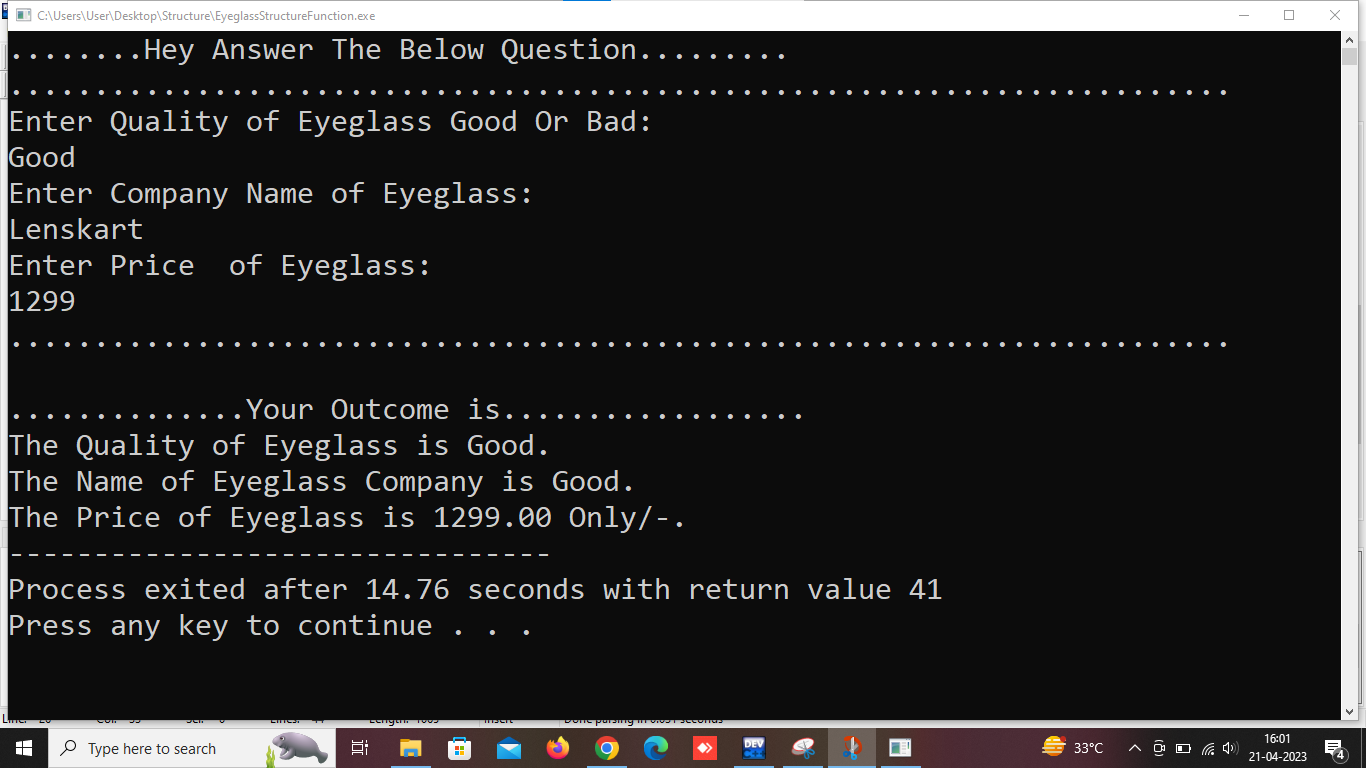 C:\Users\User\Desktop\Structure\EyeglassStructureFunction.exe
........Hey Answer The Below Question.........
........................................................................
Enter Quality of Eyeglass Good Or Bad:
Good
Enter Company Name of Eyeglass:
Lenskart
Enter Price  of Eyeglass:
1299
........................................................................
..............Your Outcome is..................
The Quality of Eyeglass is Good.
The Name of Eyeglass Company is Good.
The Price of Eyeglass is 1299.00 Only/-.
--------------------------------
Process exited after 14.76 seconds with return value 41
Press any key to continue . . .
Type here to search
DEV
33°C
16:01
21-04-2023
4